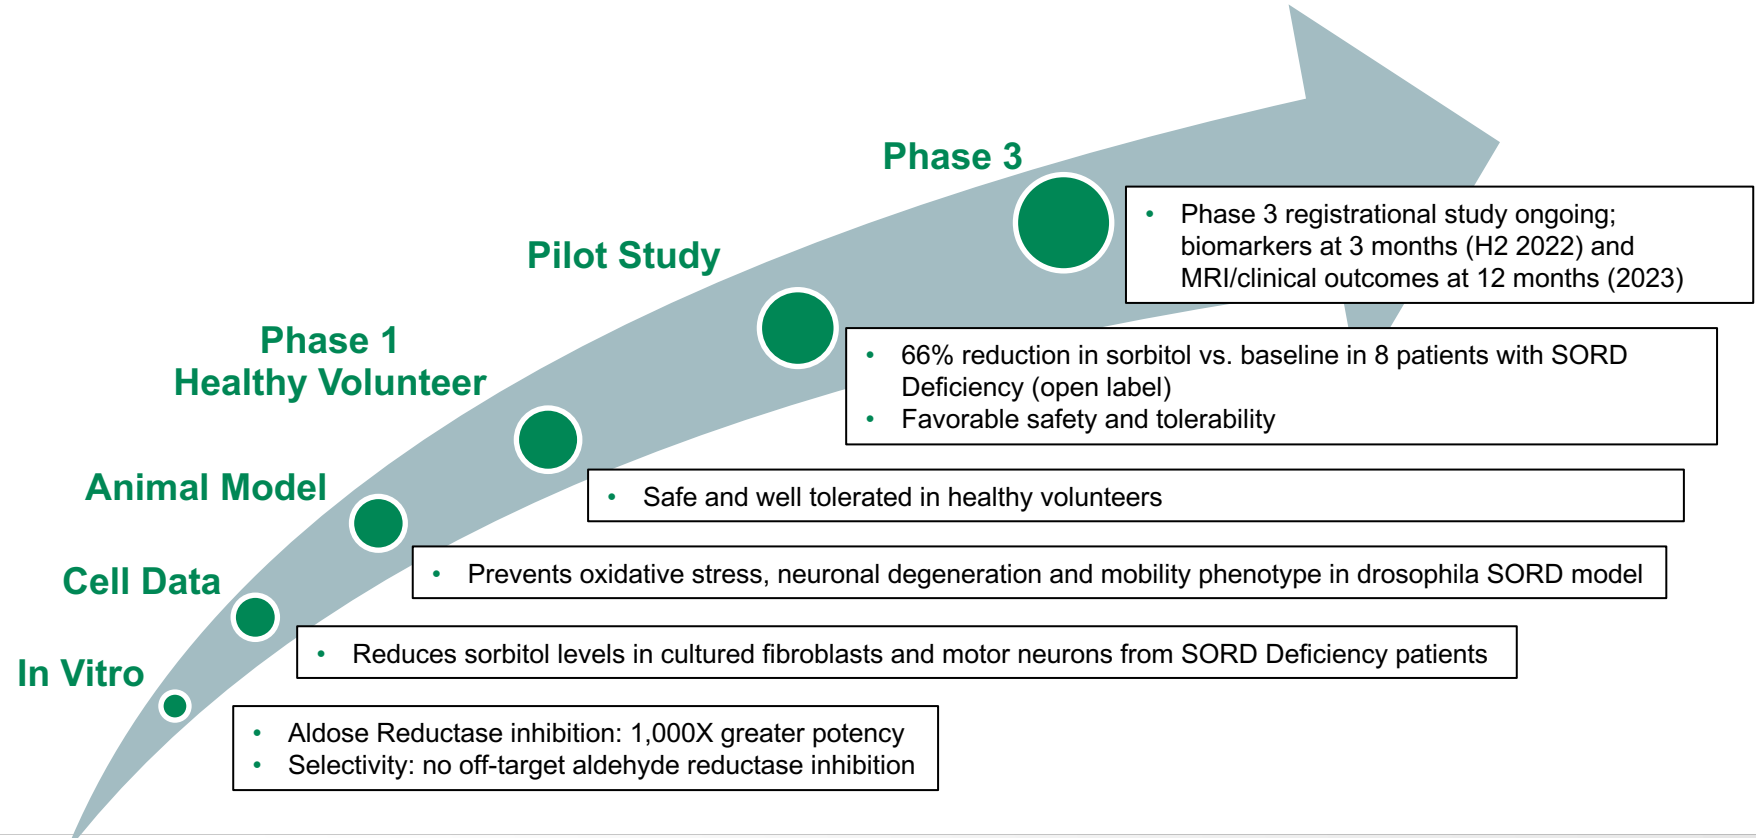 Phase 3
• Phase 3 registrational study ongoing;
biomarkers at 3 months (H2 2022) and
MRI/clinical outcomes at 12 months (2023)
Pilot Study
• 66% reduction in sorbitol vs. baseline in 8 patients with SORD
Deficiency (open label)
• Favorable safety and tolerability
Phase 1
Healthy Volunteer
• Safe and well tolerated in healthy volunteers
Animal Model
• Prevents oxidative stress, neuronal degeneration and mobility phenotype in drosophila SORD model
Cell Data
• Reduces sorbitol levels in cultured fibroblasts and motor neurons from SORD Deficiency patients
In Vitro
• Aldose Reductase inhibition: 1,000X greater potency
• Selectivity: no off-target aldehyde reductase inhibition